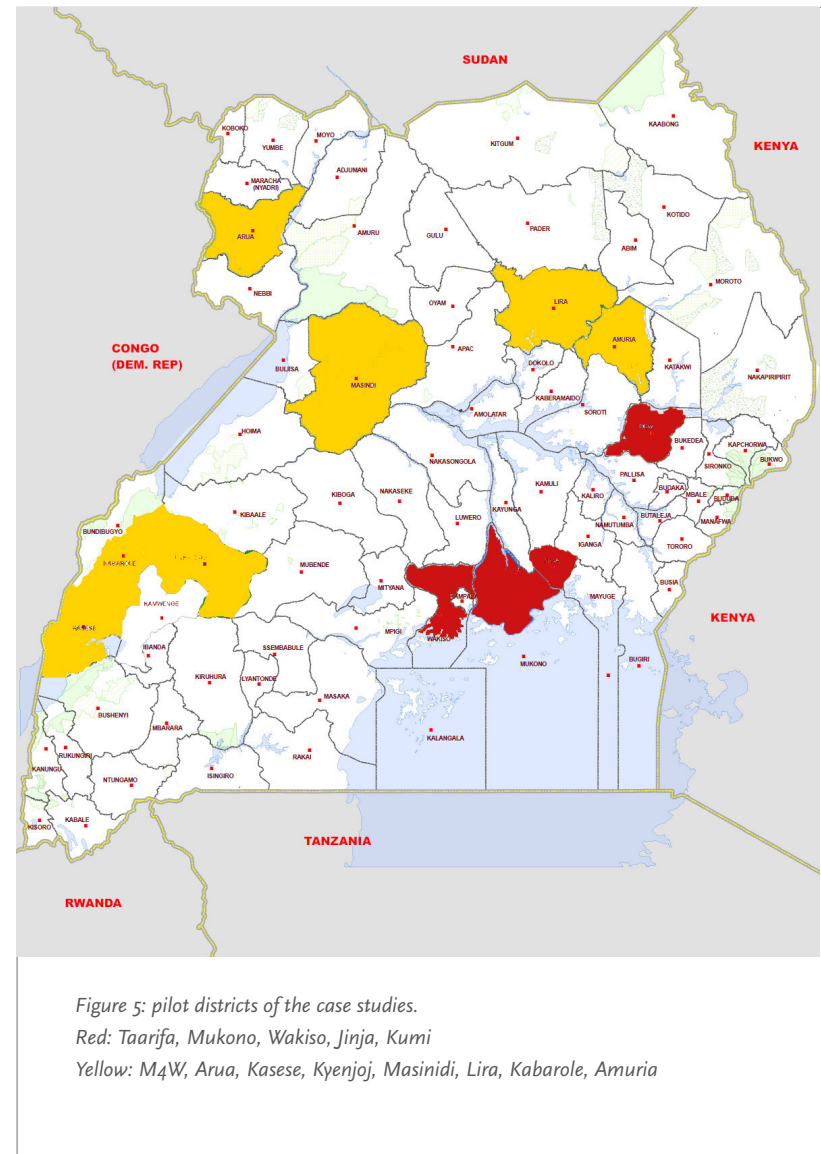 SUDAN
KAABONG
KOBOKO
MOYO
KITGUM
YUMBE
KENYA
ADJUMANI
MARACHA
(NYADRI)
KOTIDO
AMURU
PADER
ARUA
GULU
ABIM
MOROTO
NEBBI
OYAM
LIRA
CONGO
(DEM. REP)
AMURIA
APAC
BULIISA
DOKOLO
KATAKWI
MASINDI
NAKAPIRIPIRIT
KABERAMAIDO
AMOLATAR
SOROTI
HOIMA
BUKEDEA
KAPCHORWA
NAKASONGOLA
SIRONKO
BUKWO
PALLISA
KAMULI
KIBOGA
NAKASEKE
KALIRO
BUDAKA
MBALE
BUDUDA
KAYUNGA
KIBAALE
LUWERO
NAMUTUMBA
BUTALEJA
MANAFWA
BUNDIBUGYO
IGANGA
TORORO
KABAROLE
MUBENDE
MITYANA
BUSIA
KAMWENGE
KAMPALA
MAYUGE
KENYA
MPIGI
WAKISO
IBANDA
SSEMBABULE
MUKONO
BUGIRI
KIRUHURA
LYANTONDE
MASAKA
BUSHENYI
MBARARA
KALANGALA
RUKUNGIRI
RAKAI
KANUNGU
ISINGIRO
NTUNGAMO
KABALE
KISORO
TANZANIA
RWANDA
Figure 5: pilot districts of the case studies.
Red: Taarifa, Mukono, Wakiso, Jinja, Kumi
Yellow: M4W, Arua, Kasese, Kyenjoj, Masinidi, Lira, Kabarole, Amuria